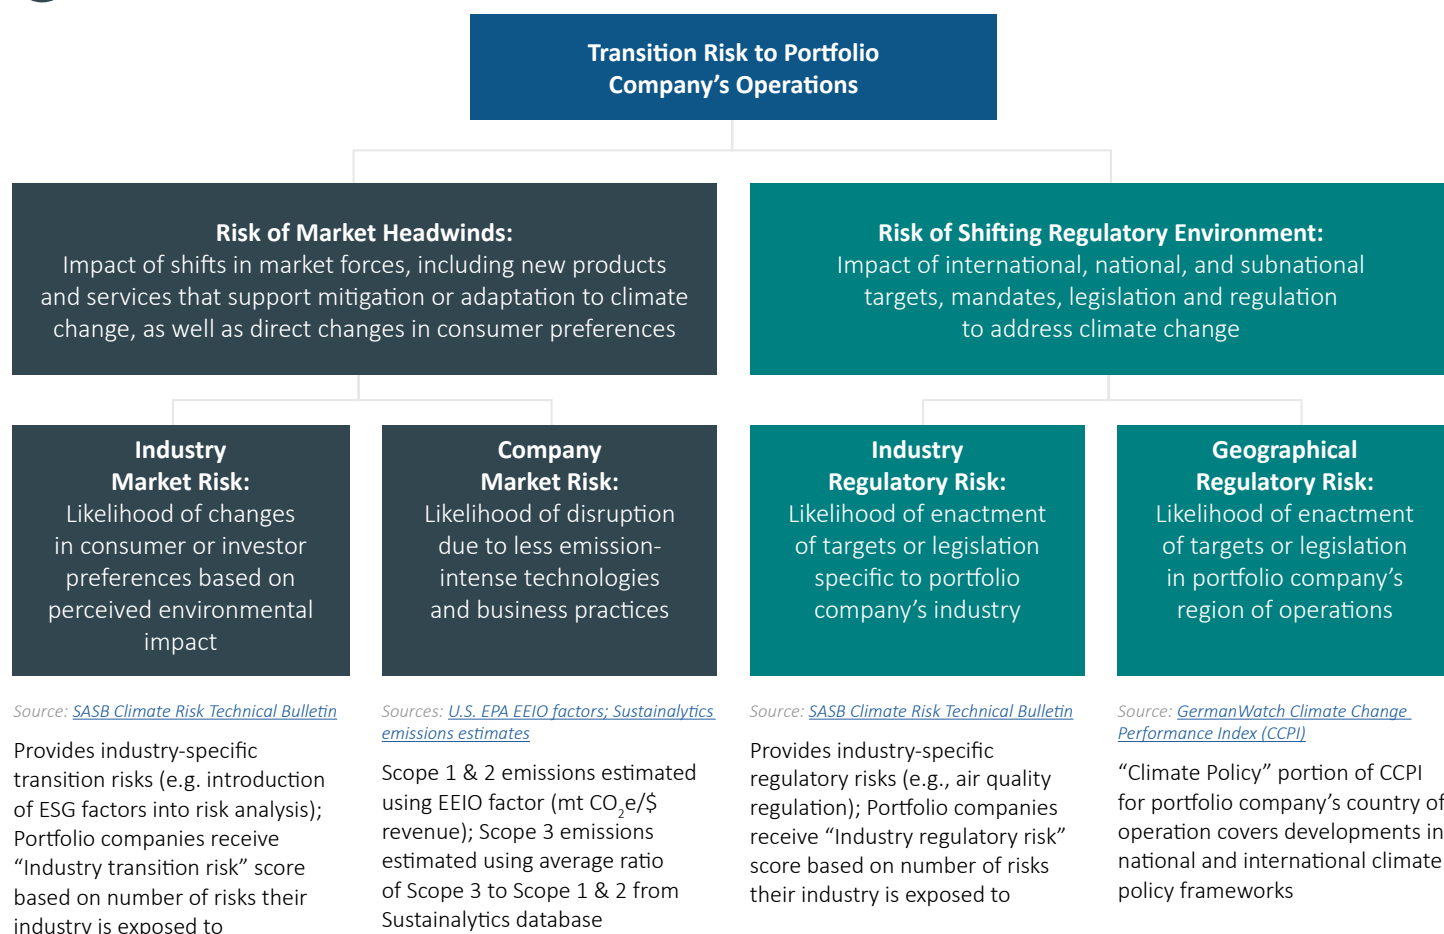 Transition Risk to Portfolio
Company’s Operations
Risk of Market Headwinds:
Impact of shifts in market forces, including new products
and services that support mitigation or adaptation to climate
change, as well as direct changes in consumer preferences
Risk of Shifting Regulatory Environment:
Impact of international, national, and subnational
targets, mandates, legislation and regulation
to address climate change
Industry
Market Risk:
Likelihood of changes
in consumer or investor
preferences based on
perceived environmental
impact
Company
Market Risk:
Likelihood of disruption
due to less emission-
intense technologies
and business practices
Industry
Regulatory Risk:
Likelihood of enactment
of targets or legislation
specific to portfolio
company’s industry
Geographical
Regulatory Risk:
Likelihood of enactment
of targets or legislation
in portfolio company’s
region of operations
Source: SASB Climate Risk Technical Bulletin
Provides industry-specific
transition risks (e.g. introduction
of ESG factors into risk analysis);
Portfolio companies receive
“Industry transition risk” score
based on number of risks their
industry is exposed to
Sources: U.S. EPA EEIO factors; Sustainalytics
emissions estimates
Scope 1 & 2 emissions estimated
using EEIO factor (mt CO₂e/$
revenue); Scope 3 emissions
estimated using average ratio
of Scope 3 to Scope 1 & 2 from
Sustainalytics database
Source: SASB Climate Risk Technical Bulletin
Provides industry-specific
regulatory risks (e.g., air quality
regulation); Portfolio companies
receive “Industry regulatory risk”
score based on number of risks
their industry is exposed to
Source: GermanWatch Climate Change
Performance Index (CCPI)
“Climate Policy” portion of CCPI
for portfolio company’s country of
operation covers developments in
national and international climate
policy frameworks